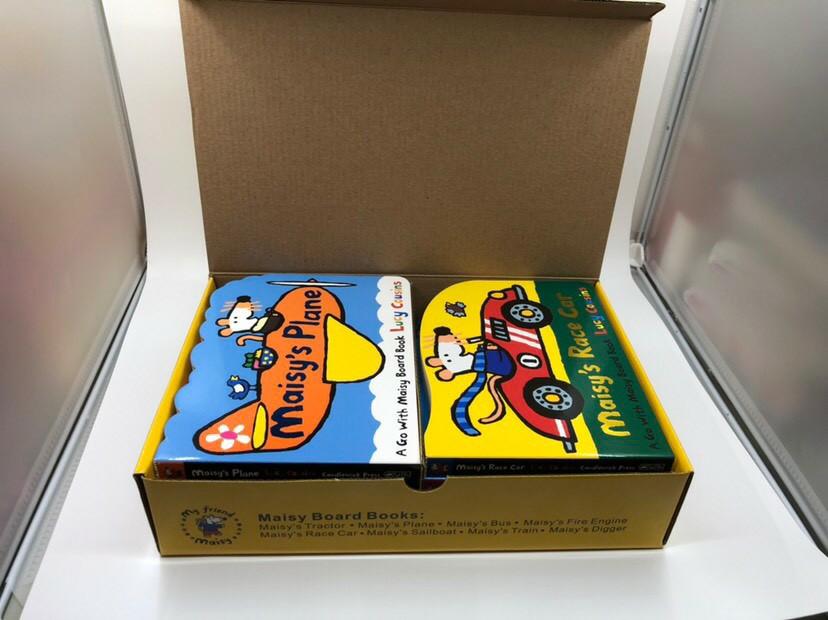 Maisy's Plane
A Go With Maisy Board Book Lucy Cousins
Maisy's Race Car
A Go With Maisy Board Book Lucy Cousins
0
Maisy's Plane
Candlewick Press
Maisy's Race Car
Candlewick Press
My friend
Maisy
Maisy Board Books:
Maisy's Tractor • Maisy's Plane • Maisy's Bus • Maisy's Fire Engine
Maisy's Race Car • Maisy's Sailboat • Maisy's Train • Maisy's Digger